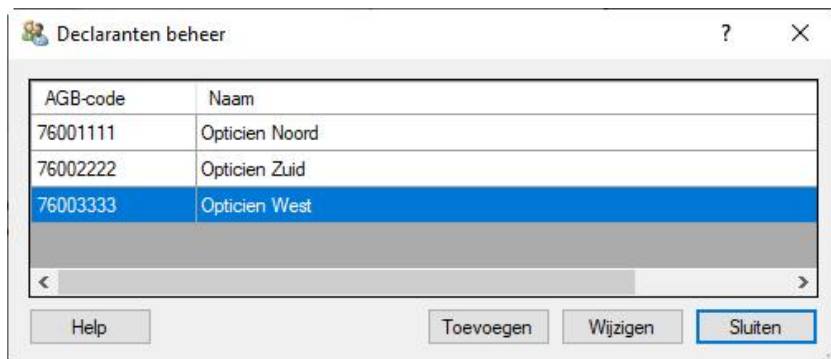 Declaranten beheer ?
AGB-code Naam
76001111 Opticien Noord
76002222 Opticien Zuid
76003333 Opticien West
Help Toevoegen Wijzigen Sluiten